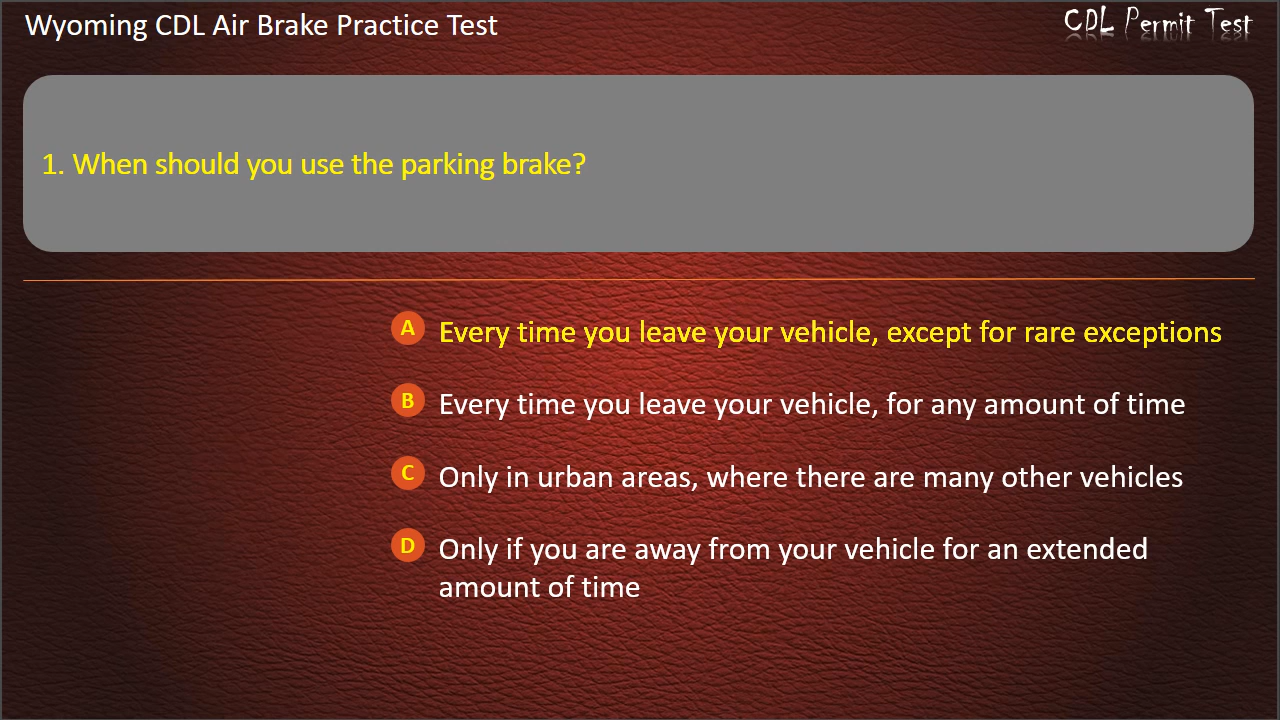 Wyoming CDL Air Brake Practice Test
CDL Permit Test
1. When should you use the parking brake?
A Every time you leave your vehicle, except for rare exceptions
B Every time you leave your vehicle, for any amount of time
C Only in urban areas, where there are many other vehicles
D Only if you are away from your vehicle for an extended
amount of time